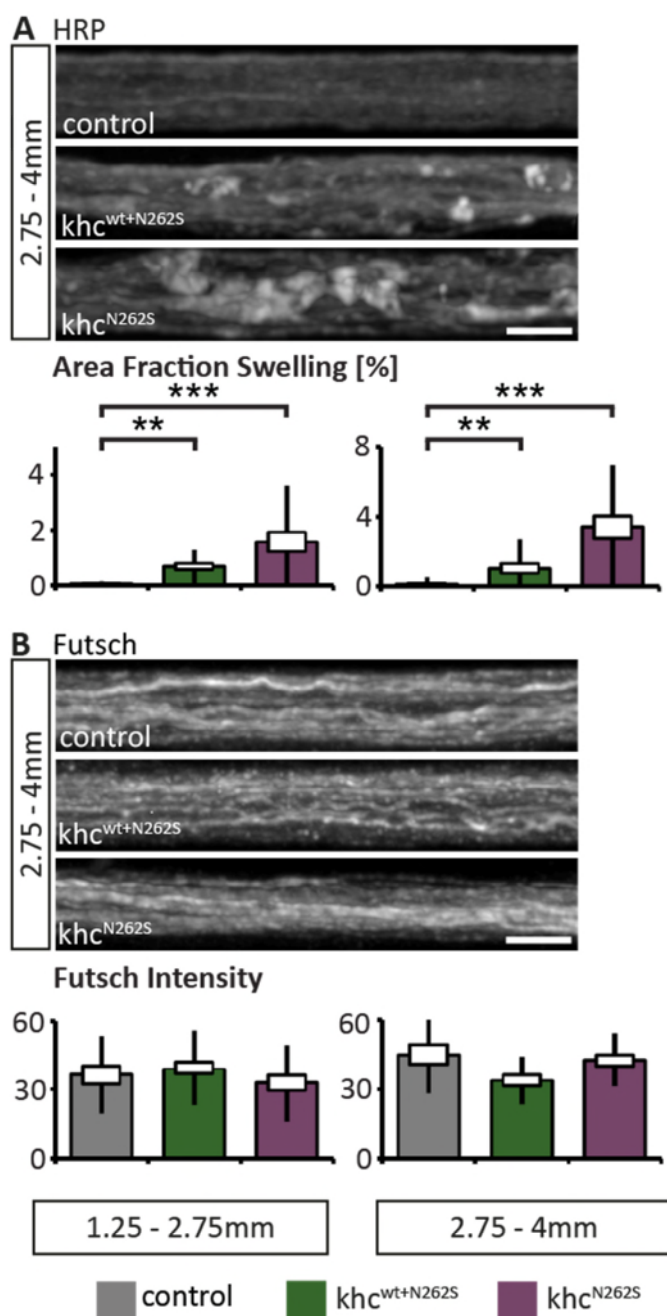 A HRP
2.75 - 4mm
control
khc^wt+N262S
khc^N262S
Area Fraction Swelling [%]
*** ***
** **
4 8
2 4
0 0
B Futsch
2.75 - 4mm
control
khc^wt+N262S
khc^N262S
Futsch Intensity
60 60
30 30
0 0
1.25 - 2.75mm 2.75 - 4mm
control khc^wt+N262S khc^N262S